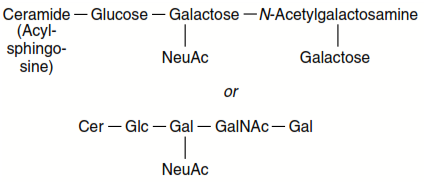 Ceramide — Glucose — Galactose — N-Acetylgalactosamine
(Acyl-
sphingo-
sine)
NeuAc Galactose
or
Cer — Glc — Gal — GalNAc — Gal
NeuAc